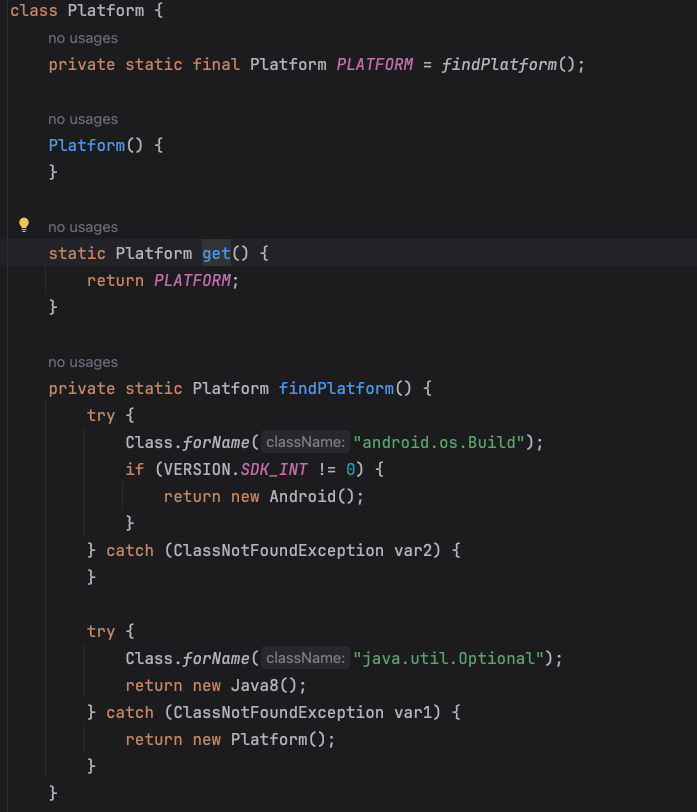 class Platform {
no usages
private static final Platform PLATFORM = findPlatform();
no usages
Platform() {
}
no usages
static Platform get() {
return PLATFORM;
}
no usages
private static Platform findPlatform() {
try {
Class.forName( className: "android.os.Build");
if (VERSION.SDK_INT != 0) {
return new Android();
}
} catch (ClassNotFoundException var2) {
}
try {
Class.forName( className: "java.util.Optional");
return new Java8();
} catch (ClassNotFoundException var1) {
return new Platform();
}
}